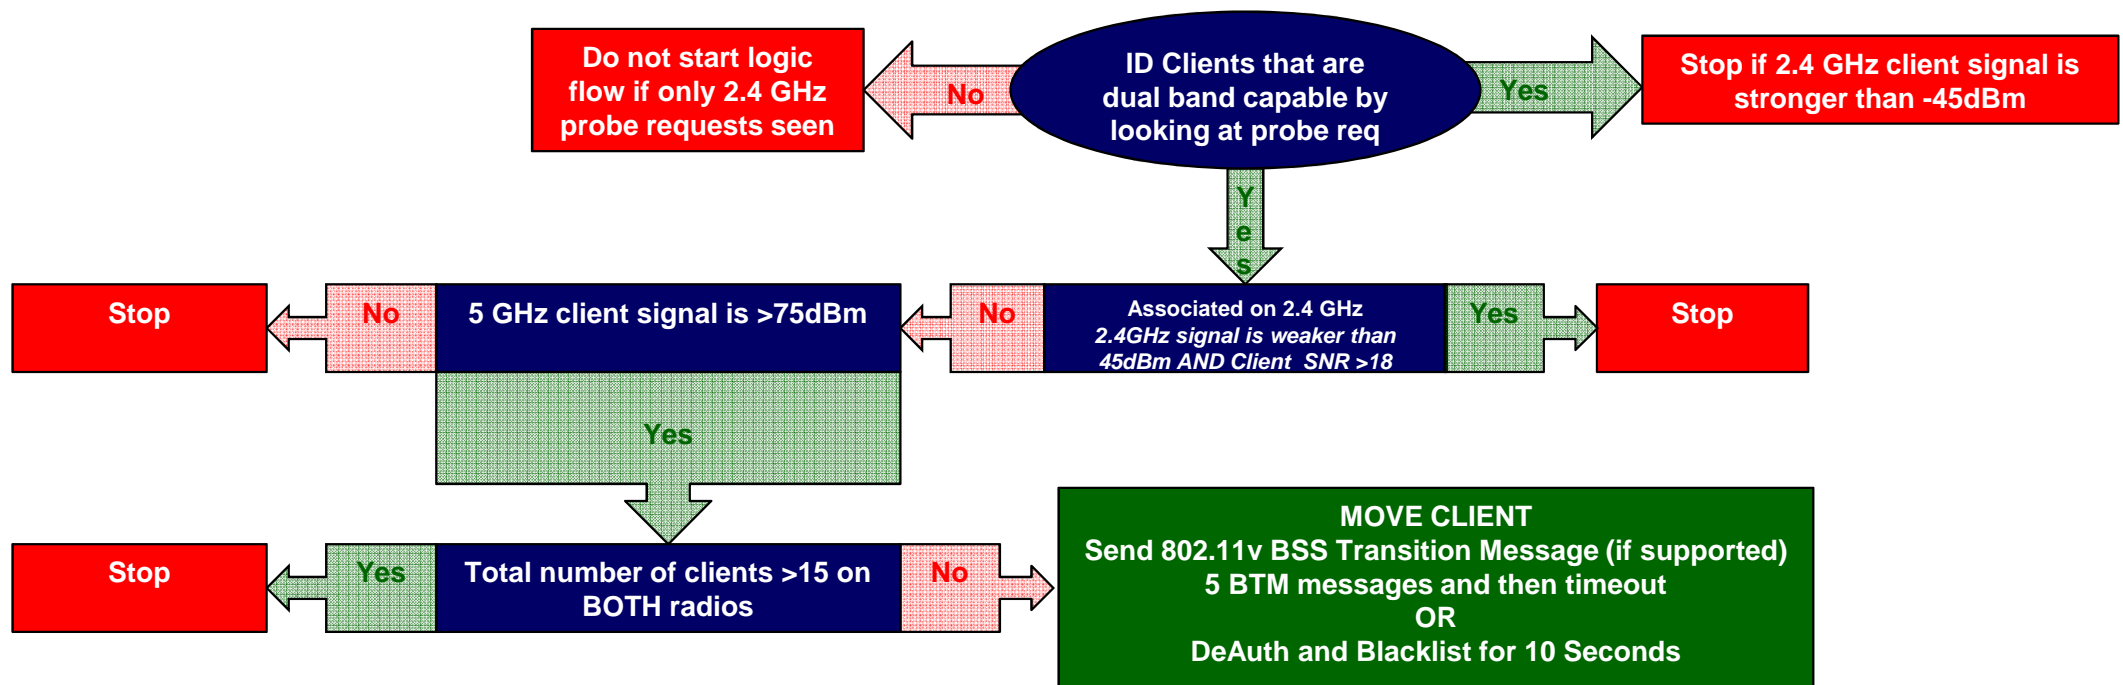 Do not start logic
flow if only 2.4 GHz
probe requests seen
No
ID Clients that are
dual band capable by
looking at probe req
Yes
Stop if 2.4 GHz client signal is
stronger than -45dBm
Yes
Stop
No
5 GHz client signal is >75dBm
No
Associated on 2.4 GHz
2.4GHz signal is weaker than
45dBm AND Client SNR >18
Yes
Stop
Yes
Stop
Yes
Total number of clients >15 on
BOTH radios
No
MOVE CLIENT
Send 802.11v BSS Transition Message (if supported)
5 BTM messages and then timeout
OR
DeAuth and Blacklist for 10 Seconds